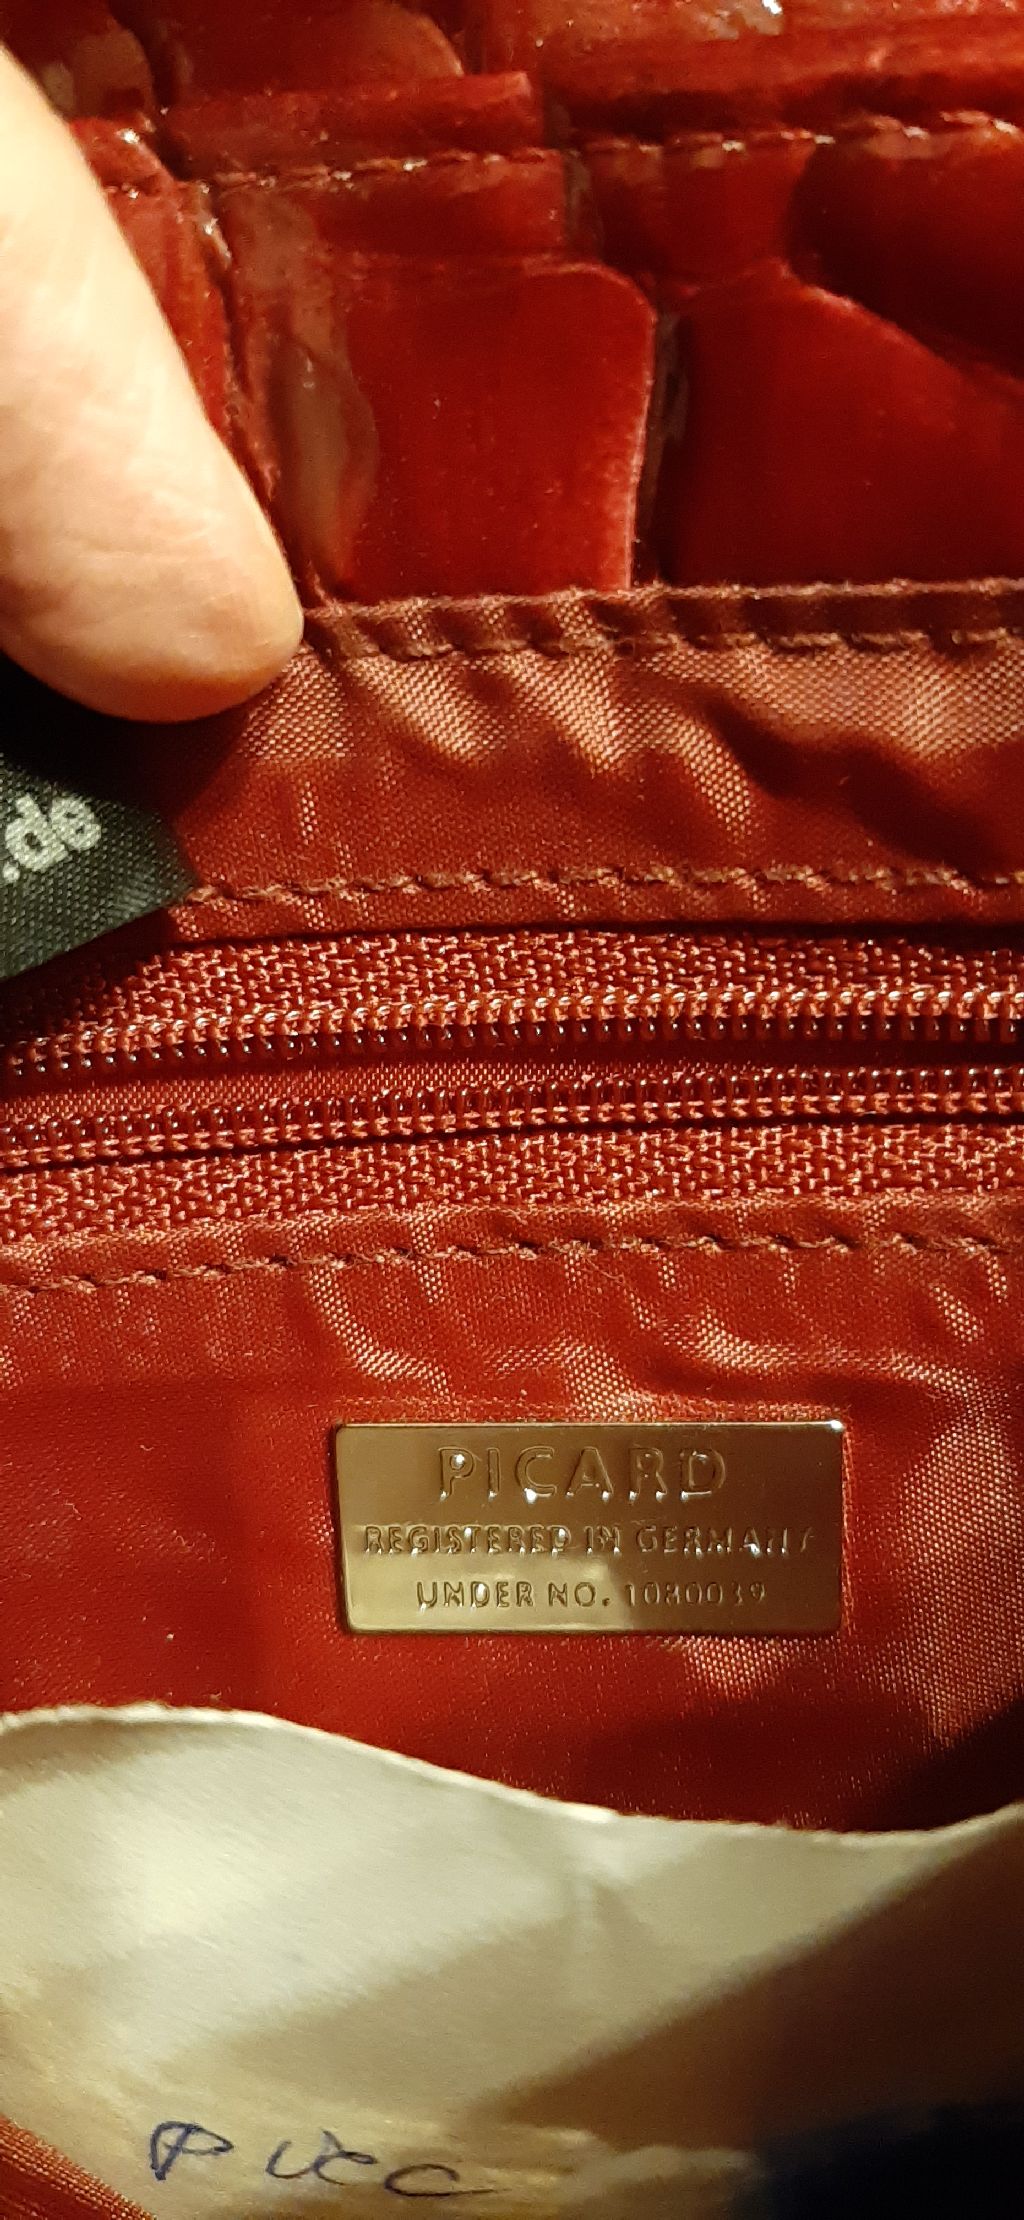 .de
PICARD
REGISTERED IN GERMANY
UNDER NO. 1080039